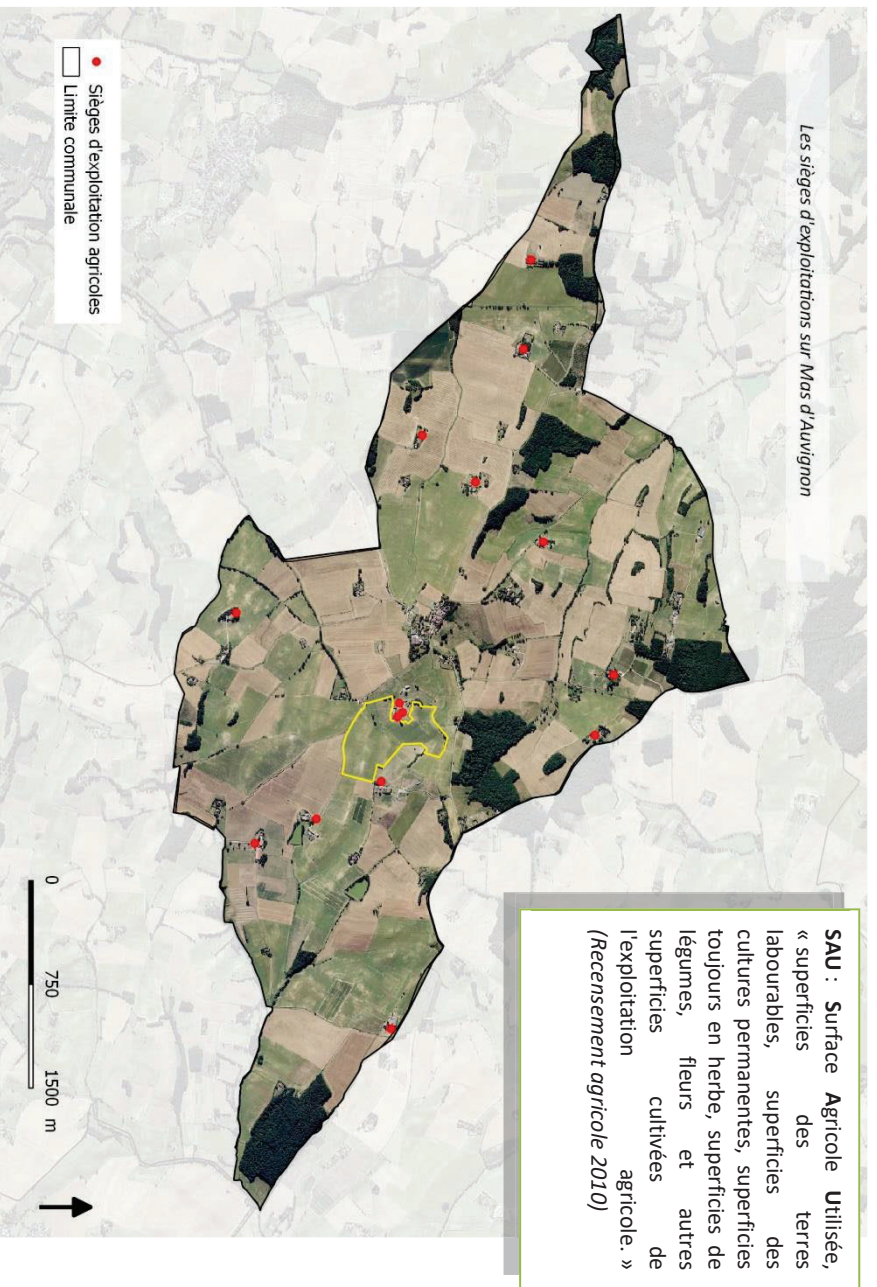 Les sièges d'exploitations sur Mas d'Auvignon
SAU : Surface Agricole Utilisée,
« superficies des terres
labourables, superficies des
cultures permanentes, superficies
toujours en herbe, superficies de
légumes, fleurs et autres
superficies cultivées de
l'exploitation agricole. »
(Recensement agricole 2010)
Sièges d'exploitation agricoles
Limite communale
0 750 1500 m